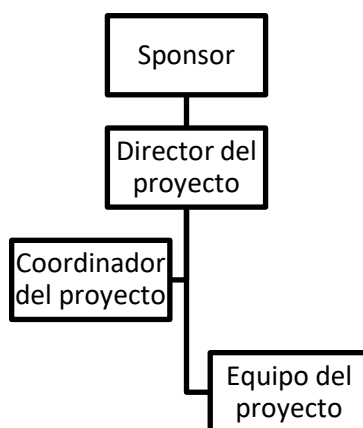 Sponsor
Director del
proyecto
Coordinador
del proyecto
Equipo del
proyecto